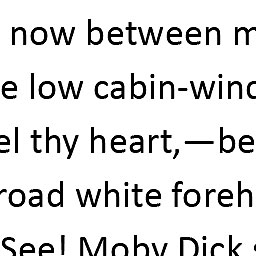 now between m
e low cabin-wind
el thy heart,—be
road white foreh
See! Moby Dick s